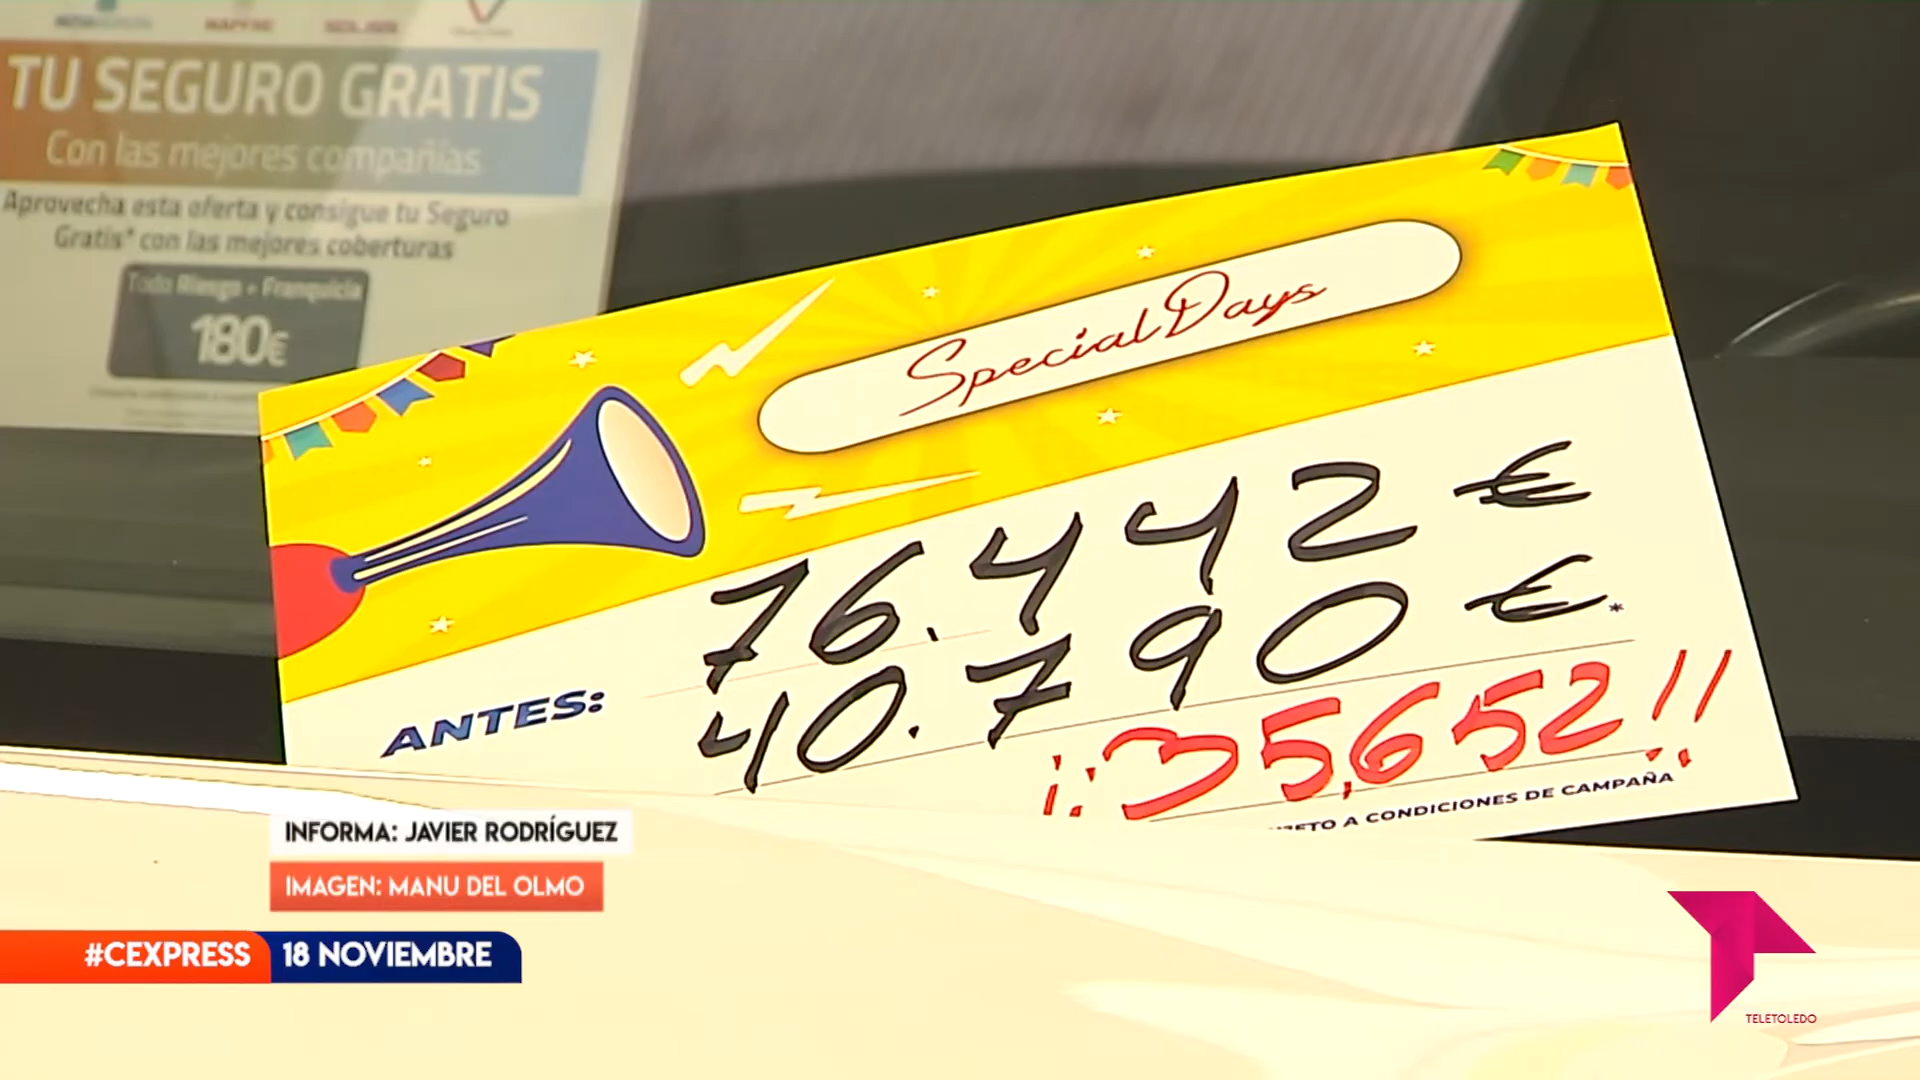 MAPFRE
TU SEGURO GRATIS
Con las mejores compañías
Aprovecha esta oferta y consigue tu Seguro
Gratis* con las mejores coberturas
Todo Riesgo + Franquicia
180€
Special Days
76.442 €
ANTES: 40.790 €*
¡¡35,652!!
A CONDICIONES DE CAMPAÑA
INFORMA: JAVIER RODRÍGUEZ
IMAGEN: MANU DEL OLMO
#CEXPRESS 18 NOVIEMBRE
TELETOLEDO